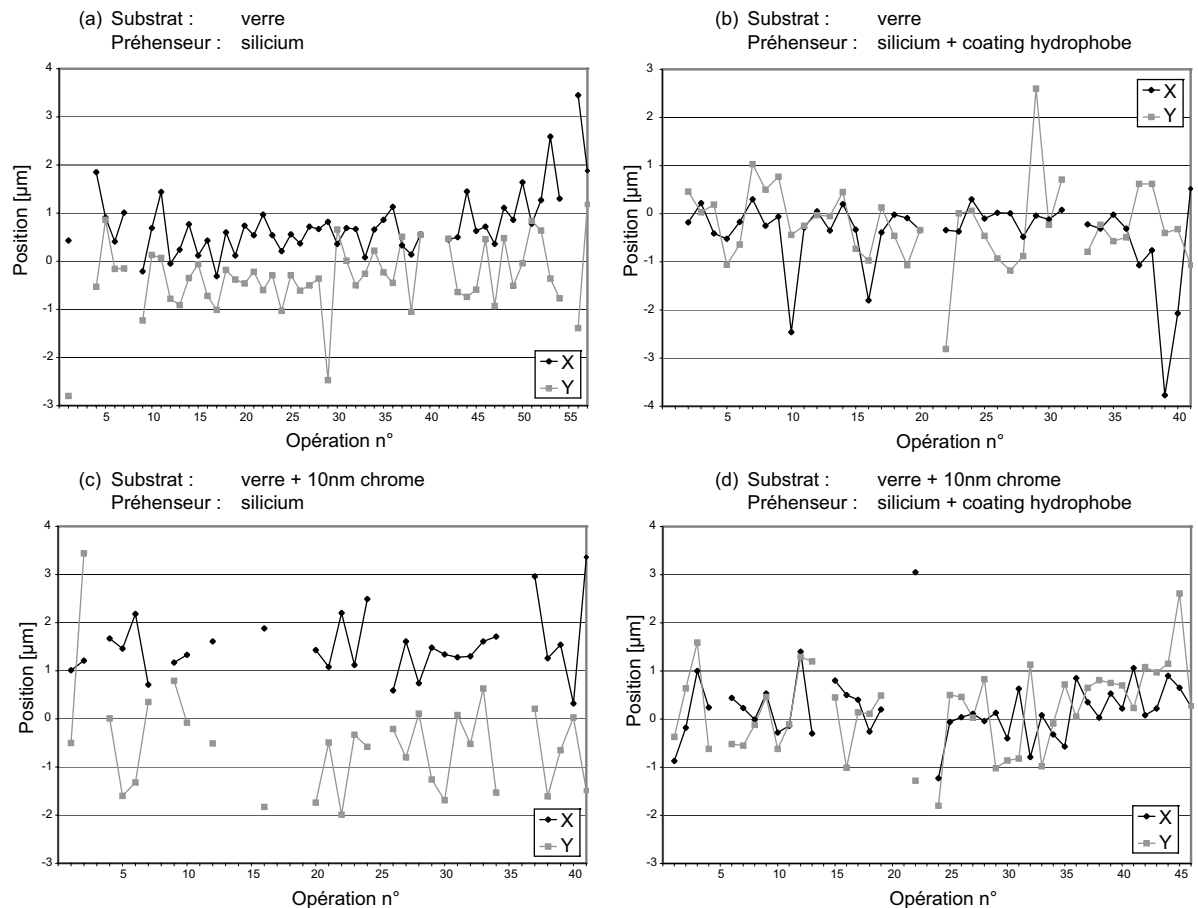 (a) Substrat : verre
Préhenseur : silicium
4
3
2
1
0
-1
-2
-3
Position [µm]
5 10 15 20 25 30 35 40 45 50 55
Opération n°
X
Y
(b) Substrat : verre
Préhenseur : silicium + coating hydrophobe
3
2
1
0
-1
-2
-3
-4
Position [µm]
5 10 15 20 25 30 35 40
Opération n°
X
Y
(c) Substrat : verre + 10nm chrome
Préhenseur : silicium
4
3
2
1
0
-1
-2
-3
Position [µm]
5 10 15 20 25 30 35 40
Opération n°
X
Y
(d) Substrat : verre + 10nm chrome
Préhenseur : silicium + coating hydrophobe
4
3
2
1
0
-1
-2
-3
Position [µm]
5 10 15 20 25 30 35 40 45
Opération n°
X
Y